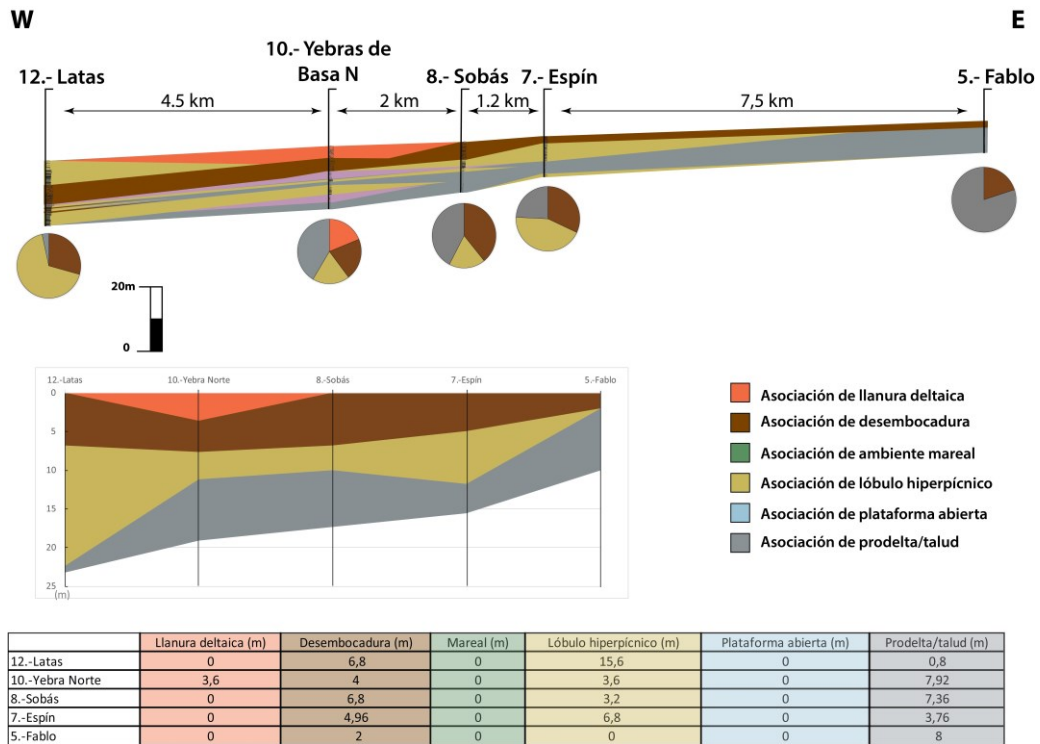 W
E
10.- Yebras de
Basa N
12.- Latas
8.- Sobás
7.- Espín
5.- Fablo
4.5 km
2 km
1.2 km
7,5 km
20m
0
12.-Latas
10.-Yebra Norte
8.-Sobás
7.-Espín
5.-Fablo
0
5
10
15
20
25
(m)
Asociación de llanura deltaica
Asociación de desembocadura
Asociación de ambiente mareal
Asociación de lóbulo hiperpícnico
Asociación de plataforma abierta
Asociación de prodelta/talud
Llanura deltaica (m) Desembocadura (m) Mareal (m) Lóbulo hiperpícnico (m) Plataforma abierta (m) Prodelta/talud (m)
12.-Latas 0 6,8 0 15,6 0 0,8
10.-Yebra Norte 3,6 4 0 3,6 0 7,92
8.-Sobás 0 6,8 0 3,2 0 7,36
7.-Espín 0 4,96 0 6,8 0 3,76
5.-Fablo 0 2 0 0 0 8